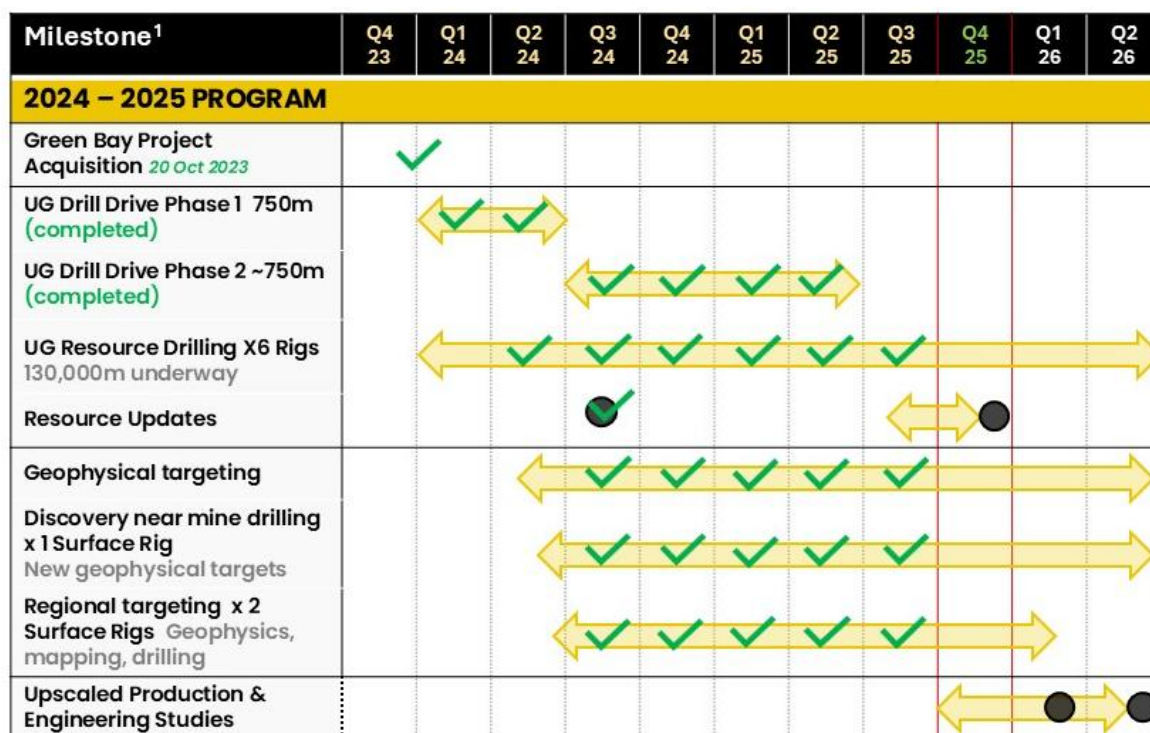 Milestone¹ Q4 23 Q1 24 Q2 24 Q3 24 Q4 24 Q1 25 Q2 25 Q3 25 Q4 25 Q1 26 Q2 26
2024 – 2025 PROGRAM
Green Bay Project
Acquisition 20 Oct 2023
UG Drill Drive Phase 1 750m
(completed)
UG Drill Drive Phase 2 ~750m
(completed)
UG Resource Drilling X6 Rigs
130,000m underway
Resource Updates
Geophysical targeting
Discovery near mine drilling
x 1 Surface Rig
New geophysical targets
Regional targeting x 2
Surface Rigs Geophysics,
mapping, drilling
Upscaled Production &
Engineering Studies